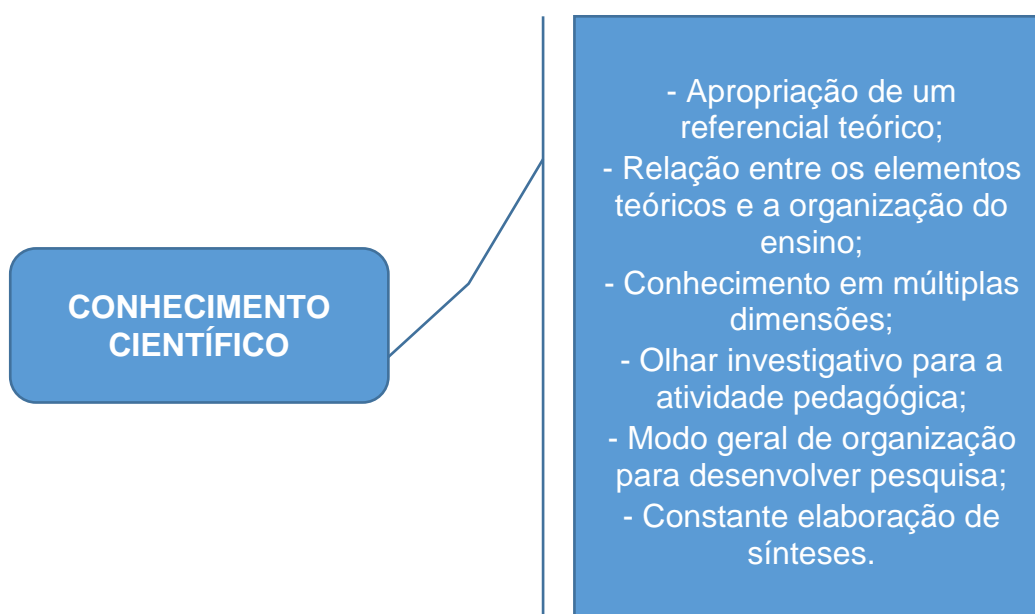 CONHECIMENTO
CIENTÍFICO
- Apropriação de um
referencial teórico;
- Relação entre os elementos
teóricos e a organização do
ensino;
- Conhecimento em múltiplas
dimensões;
- Olhar investigativo para a
atividade pedagógica;
- Modo geral de organização
para desenvolver pesquisa;
- Constante elaboração de
sínteses.